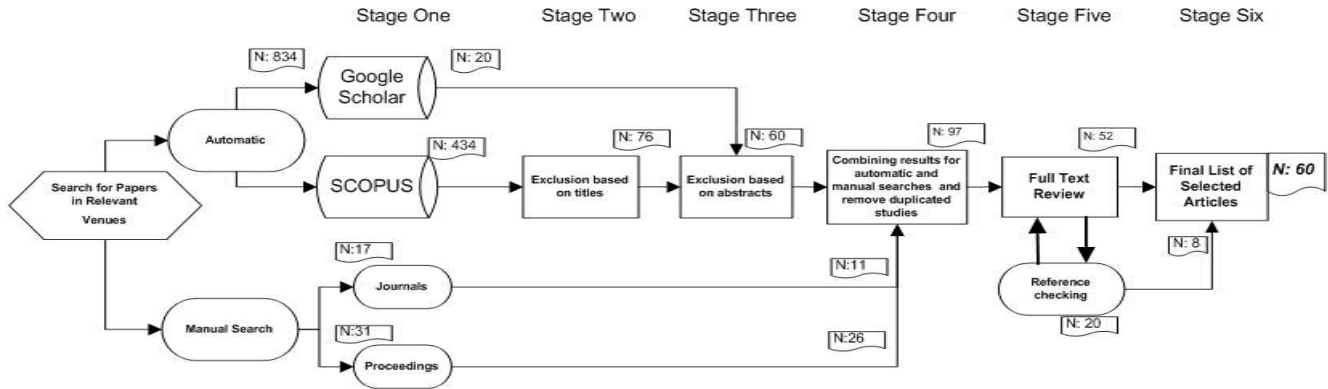 Stage One
Stage Two
Stage Three
Stage Four
Stage Five
Stage Six
N: 834
N: 20
Google
Scholar
Automatic
N: 434
N: 76
N: 60
N: 97
N: 52
SCOPUS
Exclusion based
on titles
Exclusion based
on abstracts
Combining results for
automatic and
manual searches and
remove duplicated
studies
Full Text
Review
Final List of
Selected
Articles
N: 60
Search for Papers
in Relevant
Venues
N:17
Journals
N:11
N: 8
Reference
checking
N: 20
Manual Search
N:31
Proceedings
N:26